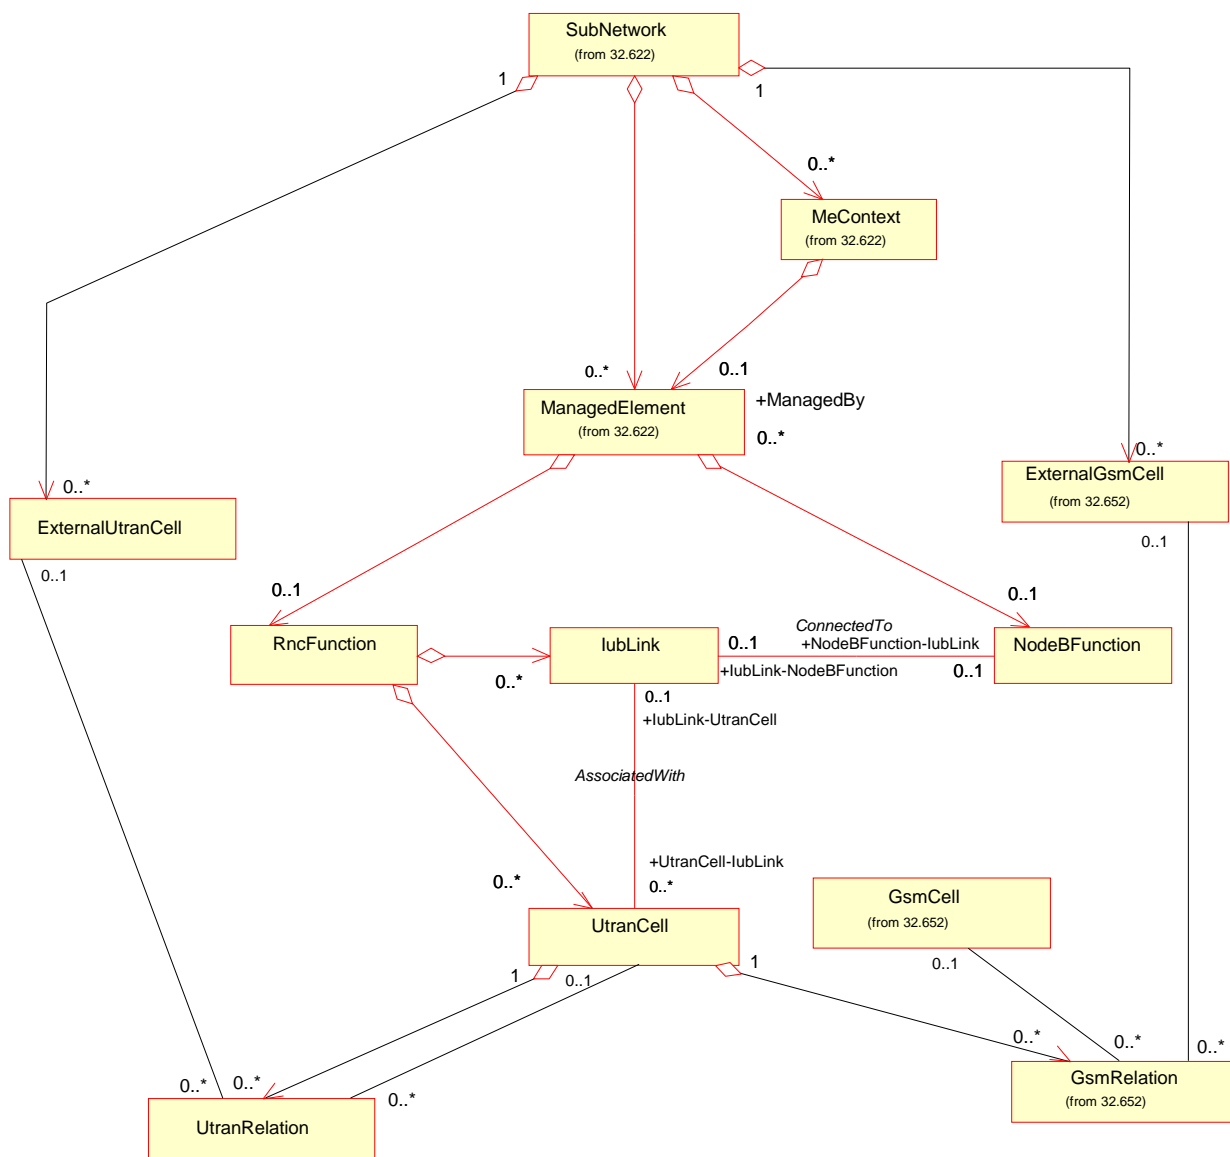 SubNetwork
(from 32.622)
1
1
0..*
MeContext
(from 32.622)
0..*
0..1
ManagedElement
(from 32.622)
+ManagedBy
0..*
0..*
ExternalGsmCell
(from 32.652)
0..*
ExternalUtranCell
0..1
0..1
0..1
0..1
RncFunction
0..*
IubLink
0..1
ConnectedTo
+NodeBFunction-IubLink
+IubLink-NodeBFunction
0..1
NodeBFunction
0..1
+IubLink-UtranCell
AssociatedWith
+UtranCell-IubLink
0..*
0..*
GsmCell
(from 32.652)
0..1
UtranCell
1
0..1
1
0..*
0..*
0..*
GsmRelation
(from 32.652)
0..*
0..*
0..*
UtranRelation